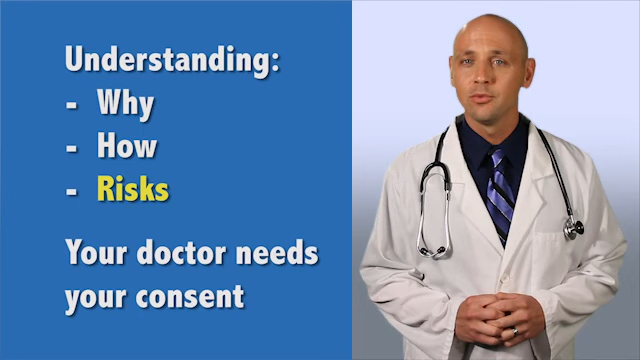 Understanding:
- Why
- How
- Risks
Your doctor needs
your consent